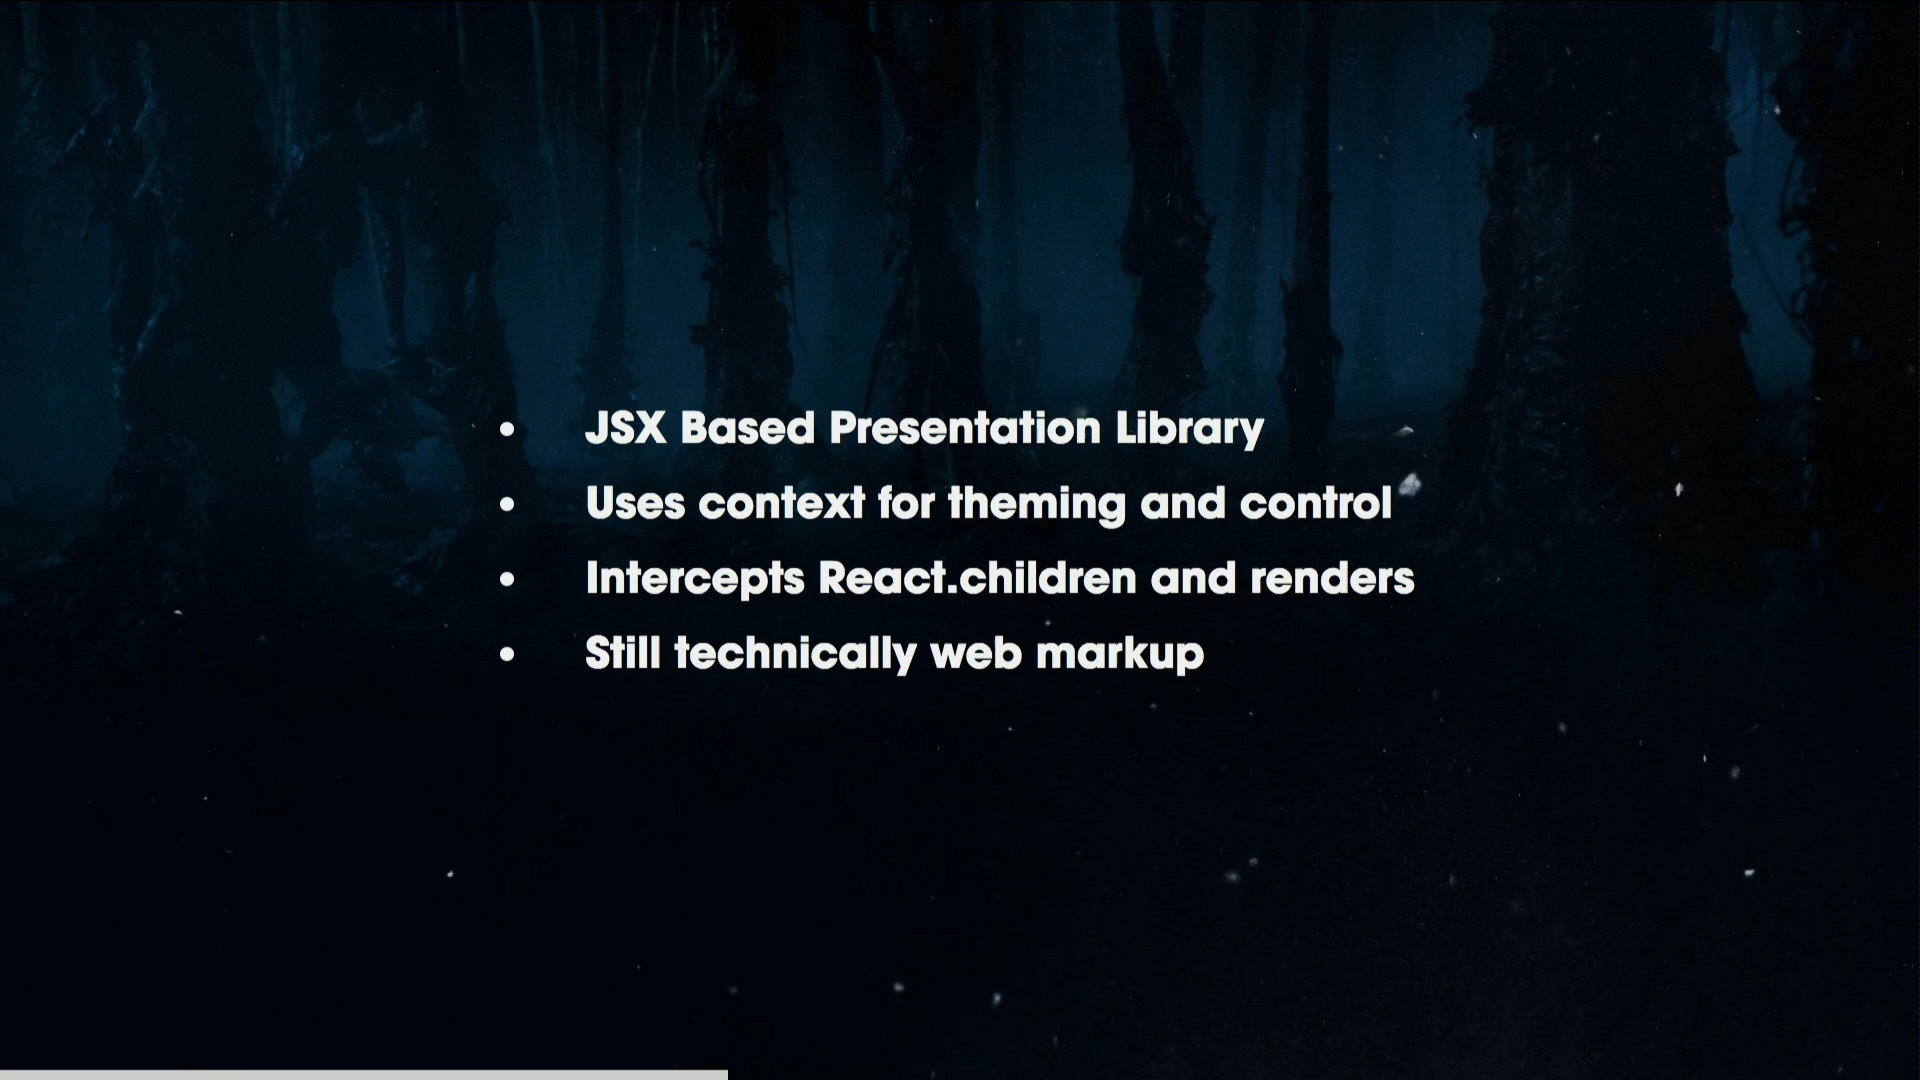 • JSX Based Presentation Library
• Uses context for theming and control
• Intercepts React.children and renders
• Still technically web markup